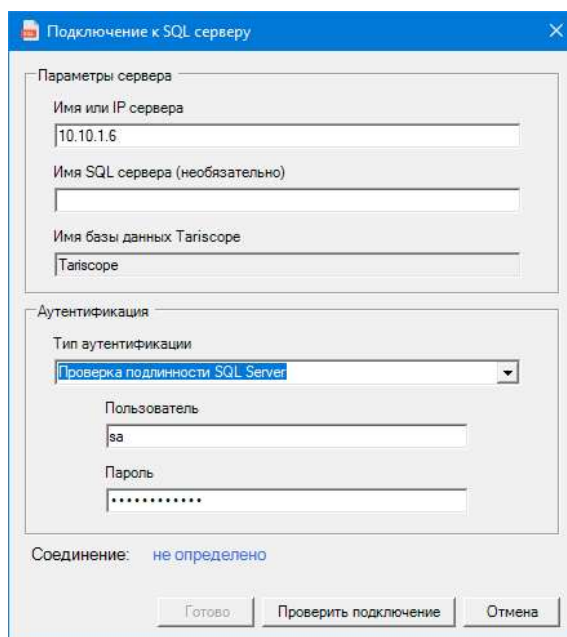 Подключение к SQL серверу
Параметры сервера
Имя или IP сервера
10.10.1.6
Имя SQL сервера (необязательно)
Имя базы данных Tariscope
Tariscope
Аутентификация
Тип аутентификации
Проверка подлинности SQL Server
Пользователь
sa
Пароль
••••••••••••
Соединение: не определено
Готово Проверить подключение Отмена